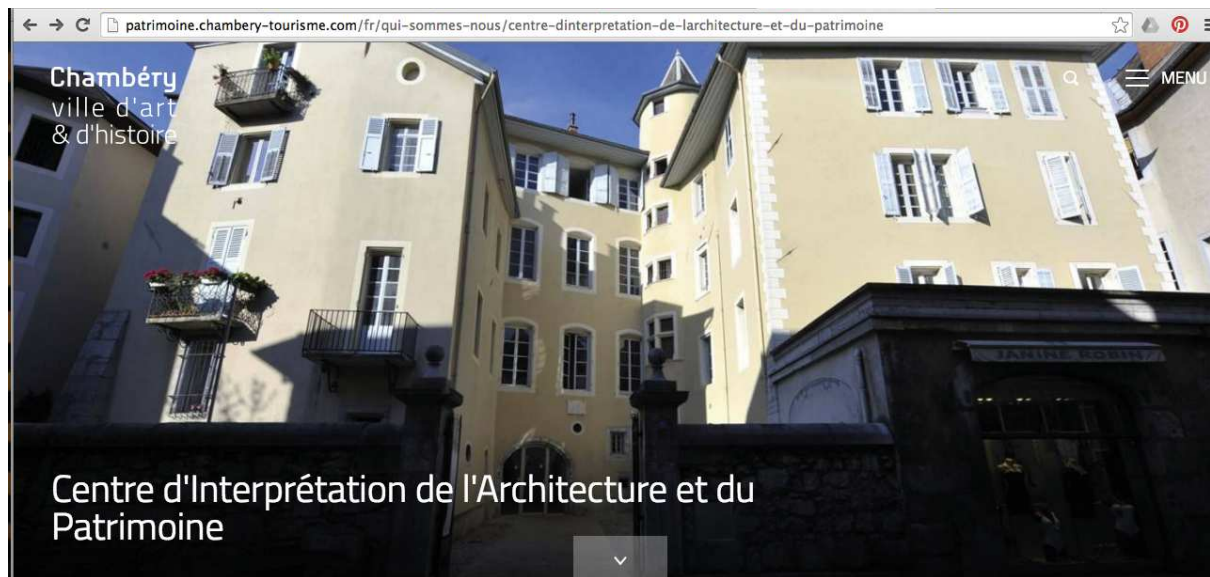 patrimoine.chambery-tourisme.com/fr/qui-sommes-nous/centre-dinterpretation-de-larchitecture-et-du-patrimoine
Chambéry
ville d'art
& d'histoire
MENU
JANINE ROBIN
Centre d'Interprétation de l'Architecture et du
Patrimoine